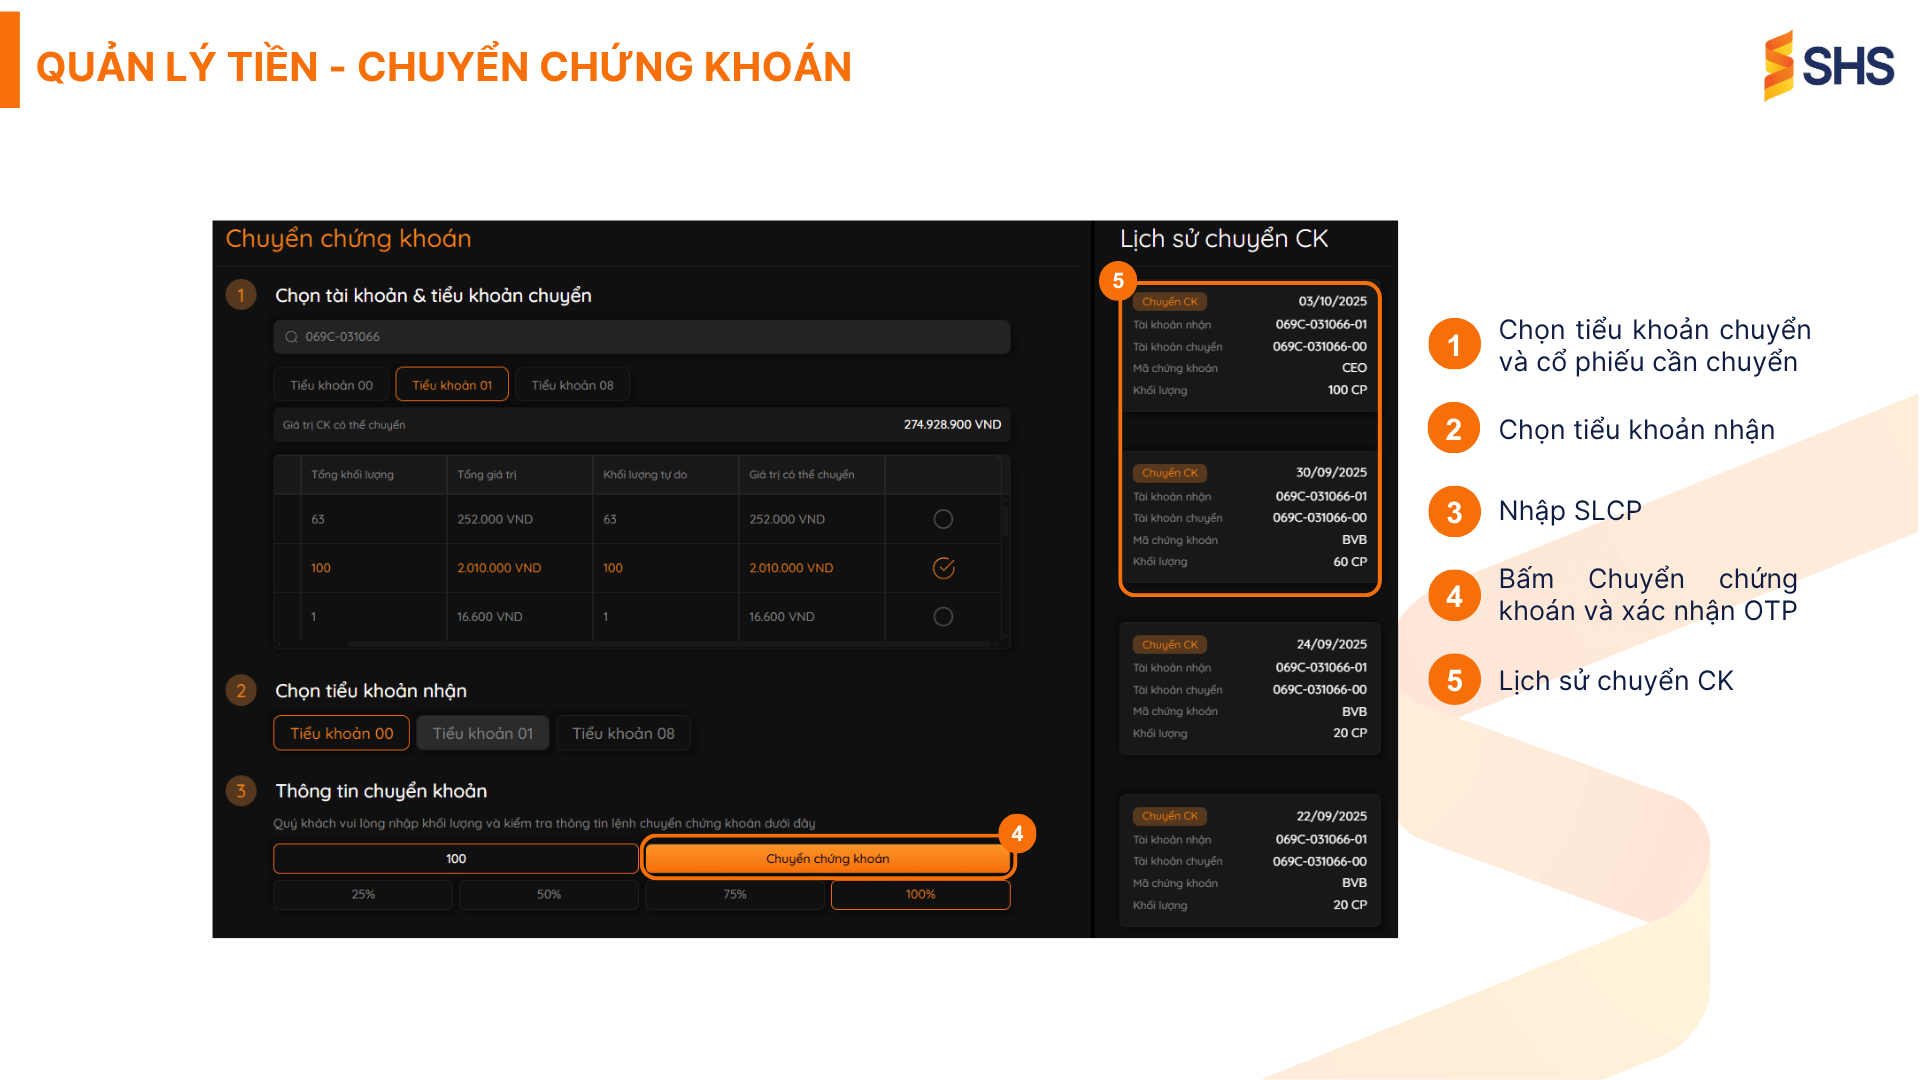 QUẢN LÝ TIỀN - CHUYỂN CHỨNG KHOÁN
SHS
Chuyển chứng khoán
1 Chọn tài khoản & tiểu khoản chuyển
069C-031066
Tiểu khoản 00 Tiểu khoản 01 Tiểu khoản 08
Giá trị CK có thể chuyển 274.928.900 VND
Tổng khối lượng Tổng giá trị Khối lượng tự do Giá trị có thể chuyển
63 252.000 VND 63 252.000 VND
100 2.010.000 VND 100 2.010.000 VND
1 16.600 VND 1 16.600 VND
2 Chọn tiểu khoản nhận
Tiểu khoản 00 Tiểu khoản 01 Tiểu khoản 08
3 Thông tin chuyển khoản
Quý khách vui lòng nhập khối lượng và kiểm tra thông tin lệnh chuyển chứng khoán dưới đây
4
100 Chuyển chứng khoán
25% 50% 75% 100%
Lịch sử chuyển CK
5
Chuyển CK 03/10/2025
Tài khoản nhận 069C-031066-01
Tài khoản chuyển 069C-031066-00
Mã chứng khoán CEO
Khối lượng 100 CP
Chuyển CK 30/09/2025
Tài khoản nhận 069C-031066-01
Tài khoản chuyển 069C-031066-00
Mã chứng khoán BVB
Khối lượng 60 CP
Chuyển CK 24/09/2025
Tài khoản nhận 069C-031066-01
Tài khoản chuyển 069C-031066-00
Mã chứng khoán BVB
Khối lượng 20 CP
Chuyển CK 22/09/2025
Tài khoản nhận 069C-031066-01
Tài khoản chuyển 069C-031066-00
Mã chứng khoán BVB
Khối lượng 20 CP
1 Chọn tiểu khoản chuyển
và cổ phiếu cần chuyển
2 Chọn tiểu khoản nhận
3 Nhập SLCP
4 Bấm Chuyển chứng
khoán và xác nhận OTP
5 Lịch sử chuyển CK